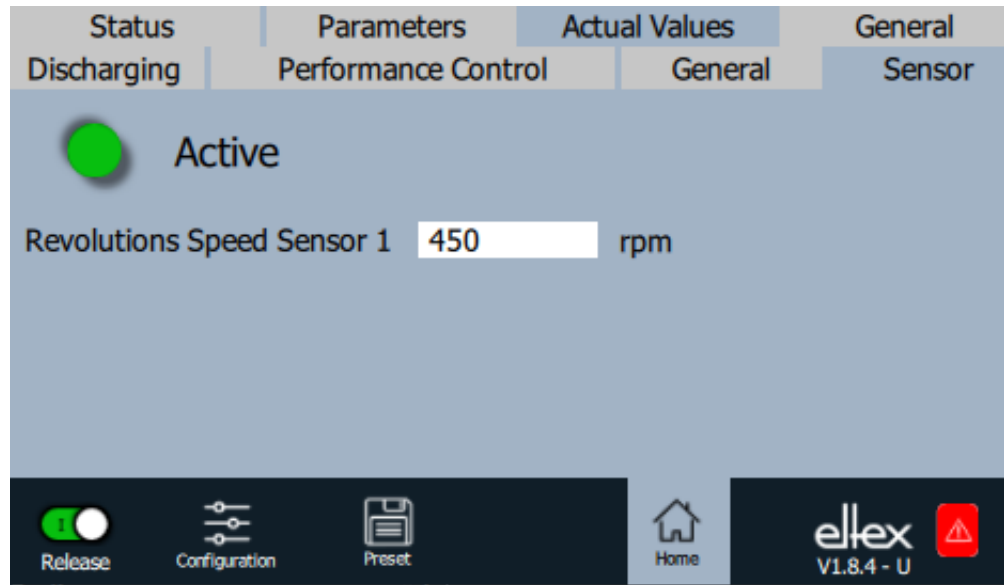 Status Parameters Actual Values General
Discharging Performance Control General Sensor
Active
Revolutions Speed Sensor 1 450 rpm
I
Release Configuration Preset Home eltex
V1.8.4 - U